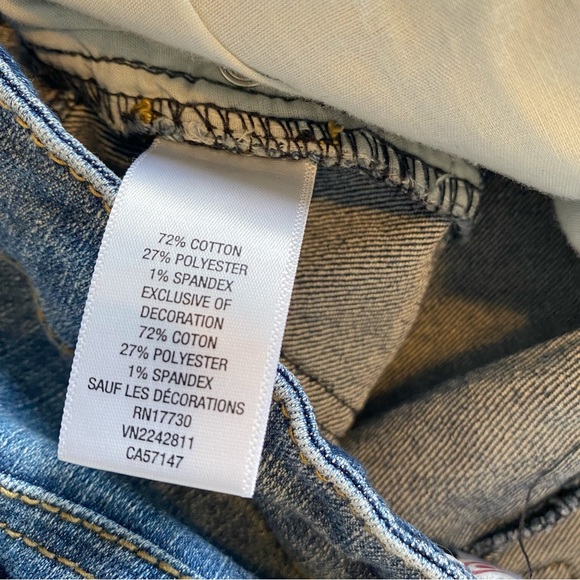 72% COTTON
27% POLYESTER
1% SPANDEX
EXCLUSIVE OF
DECORATION
72% COTON
27% POLYESTER
1% SPANDEX
SAUF LES DÉCORATIONS
RN17730
VN2242811
CA57147